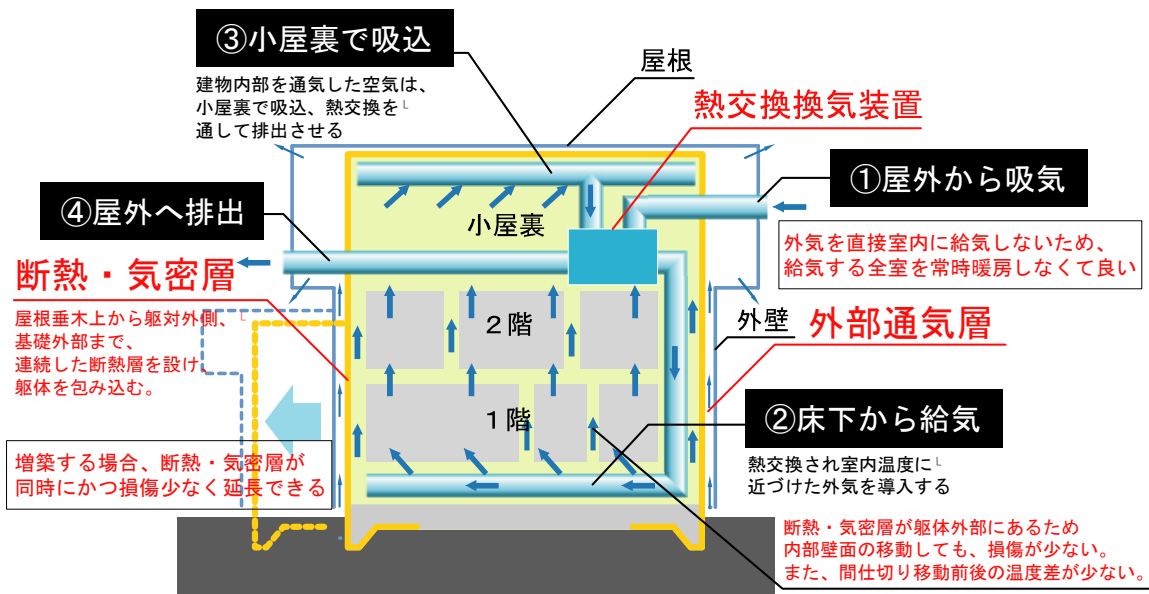 ③小屋裏で吸込
建物内部を通気した空気は、
小屋裏で吸込、熱交換を
通して排出させる
屋根
熱交換換気装置
①屋外から吸気
外気を直接室内に給気しないため、
給気する全室を常時暖房しなくて良い
④屋外へ排出
小屋裏
断熱・気密層
屋根垂木上から躯対外側、
基礎外部まで、
連続した断熱層を設け、
躯体を包み込む。
2階
外壁
外部通気層
1階
②床下から給気
熱交換され室内温度に
近づけた外気を導入する
増築する場合、断熱・気密層が
同時にかつ損傷少なく延長できる
断熱・気密層が躯体外部にあるため
内部壁面の移動しても、損傷が少ない。
また、間仕切り移動前後の温度差が少ない。